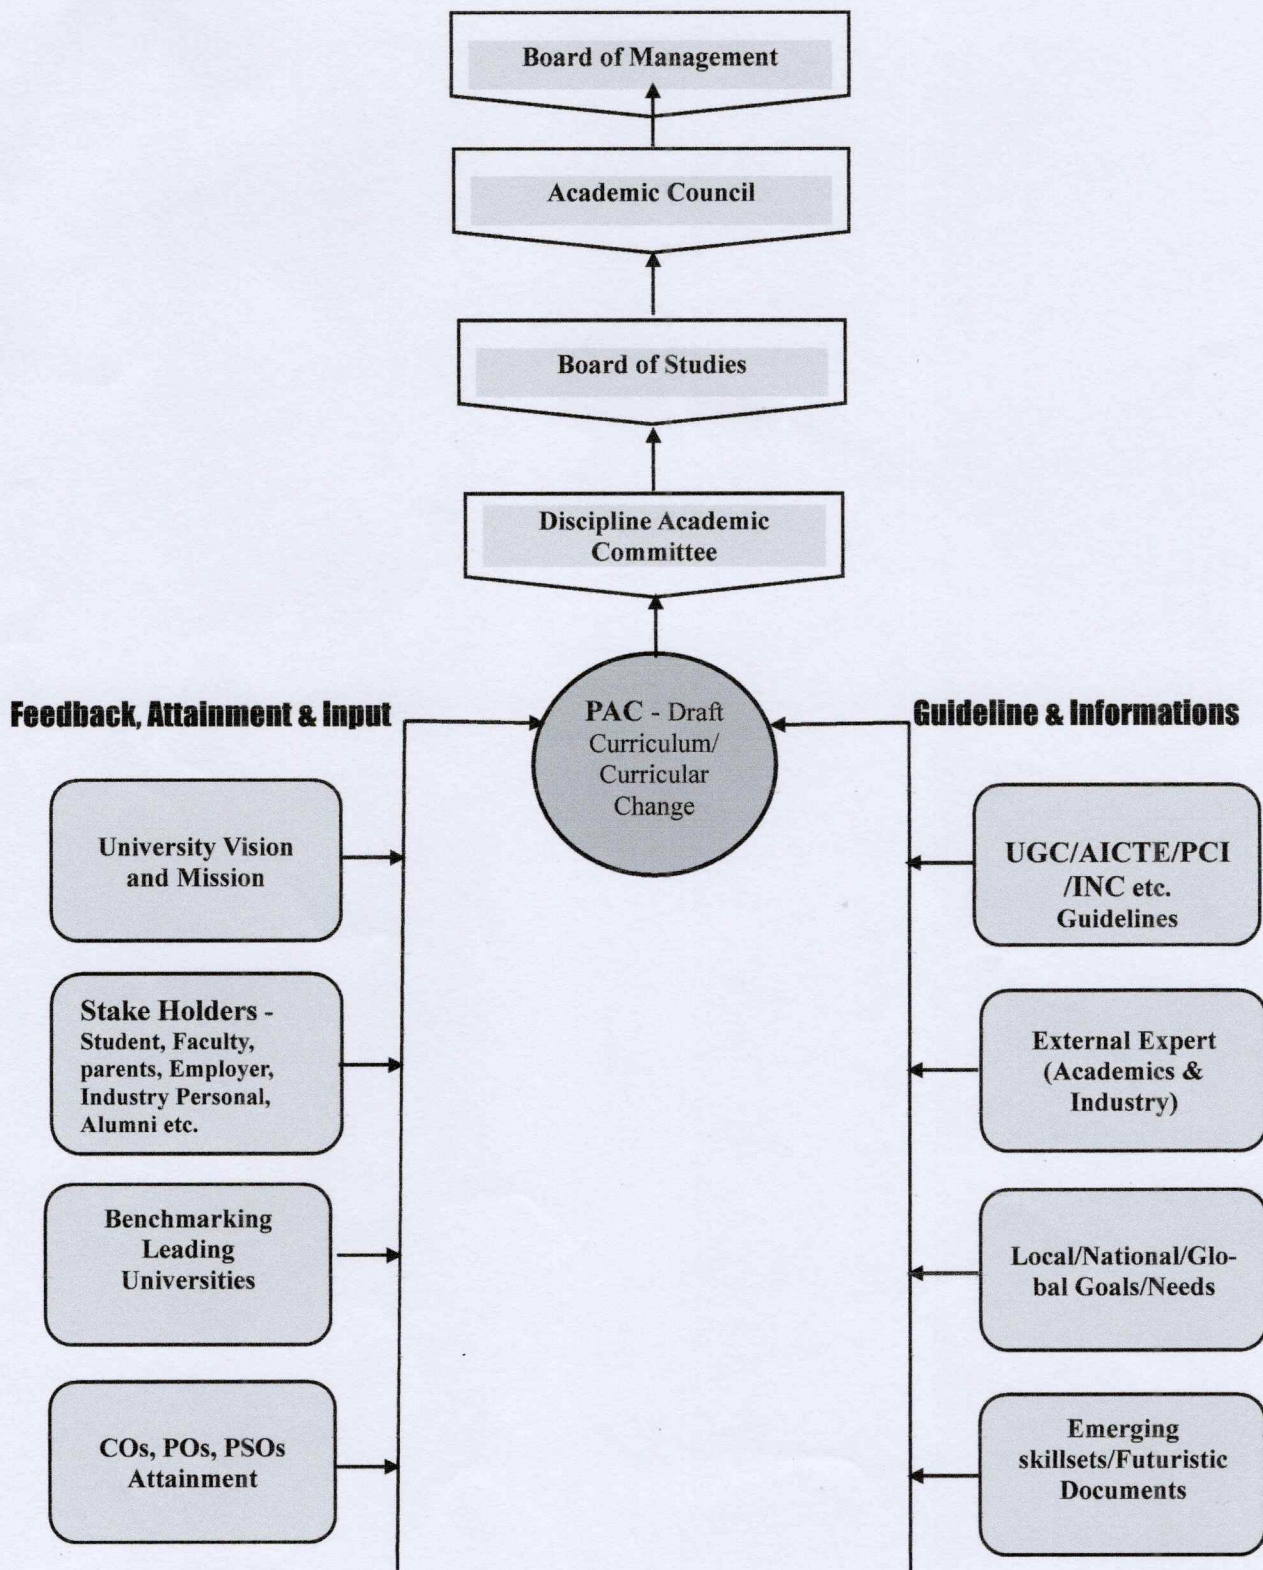 Board of Management
Academic Council
Board of Studies
Discipline Academic
Committee
PAC - Draft
Curriculum/
Curricular
Change
Feedback, Attainment & Input
University Vision
and Mission
Stake Holders -
Student, Faculty,
parents, Employer,
Industry Personal,
Alumni etc.
Benchmarking
Leading
Universities
COs, POs, PSOs
Attainment
Guideline & Informations
UGC/AICTE/PCI
/INC etc.
Guidelines
External Expert
(Academics &
Industry)
Local/National/Glo-
bal Goals/Needs
Emerging
skillsets/Futuristic
Documents